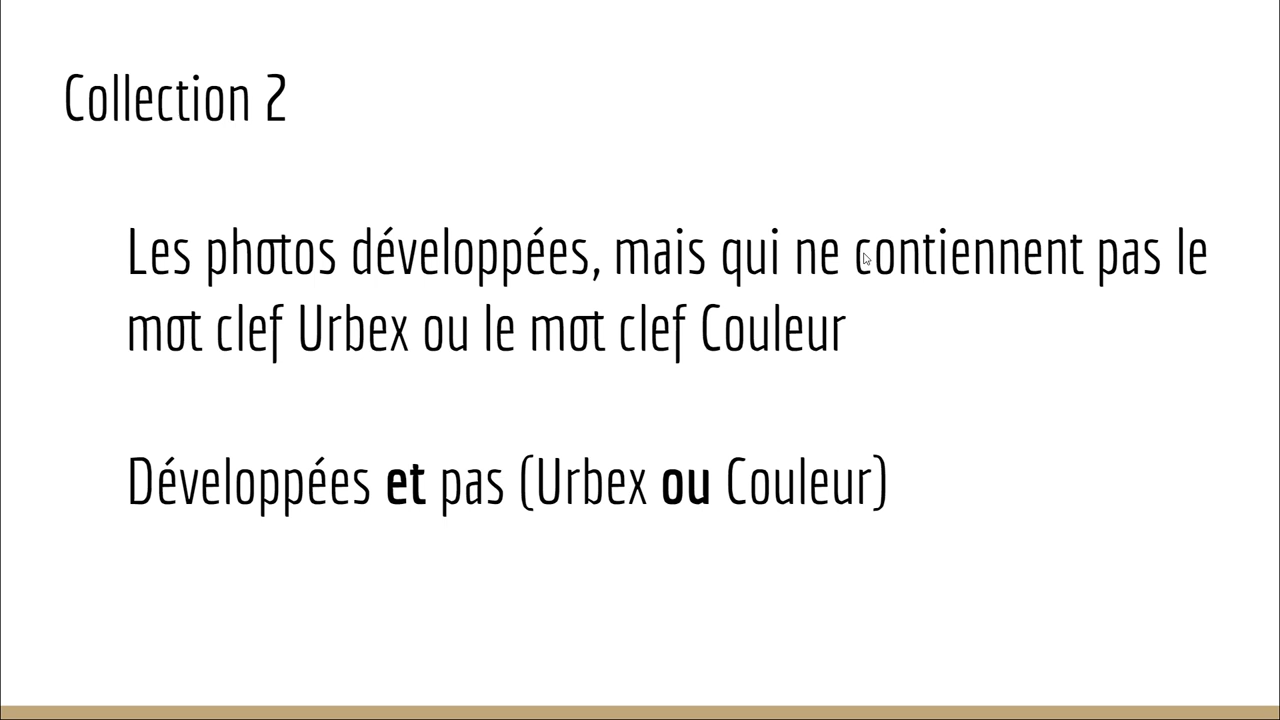 Collection 2
Les photos développées, mais qui ne contiennent pas le
mot clef Urbex ou le mot clef Couleur
Développées et pas (Urbex ou Couleur)